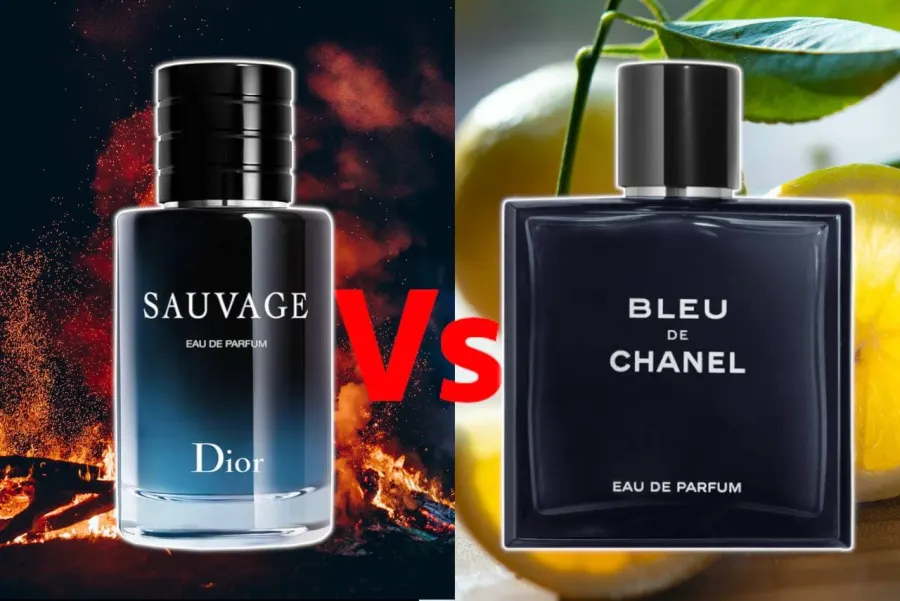 SAUVAGE
EAU DE PARFUM
Dior
Vs
BLEU
DE
CHANEL
EAU DE PARFUM